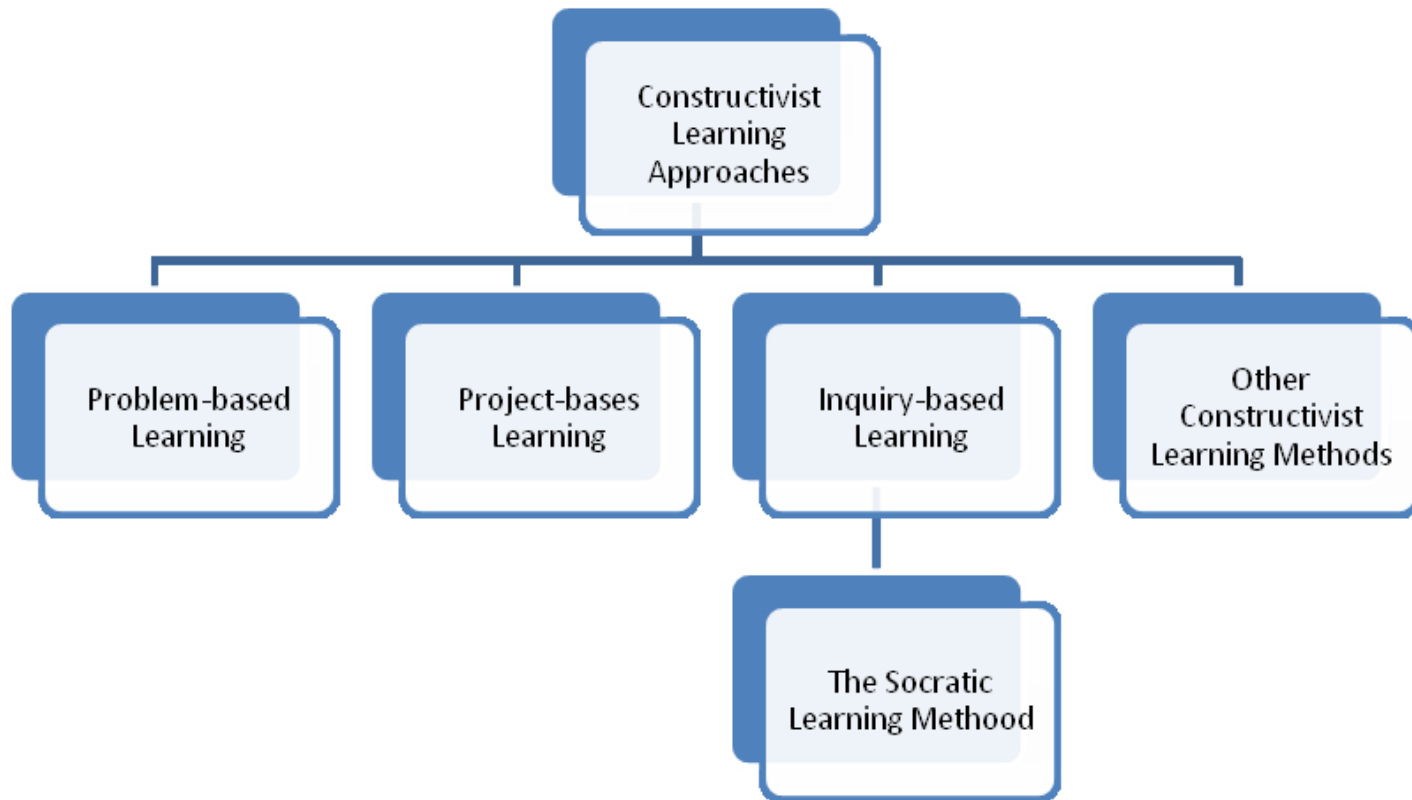 Constructivist
Learning
Approaches
Problem-based
Learning
Project-bases
Learning
Inquiry-based
Learning
Other
Constructivist
Learning Methods
The Socratic
Learning Methood